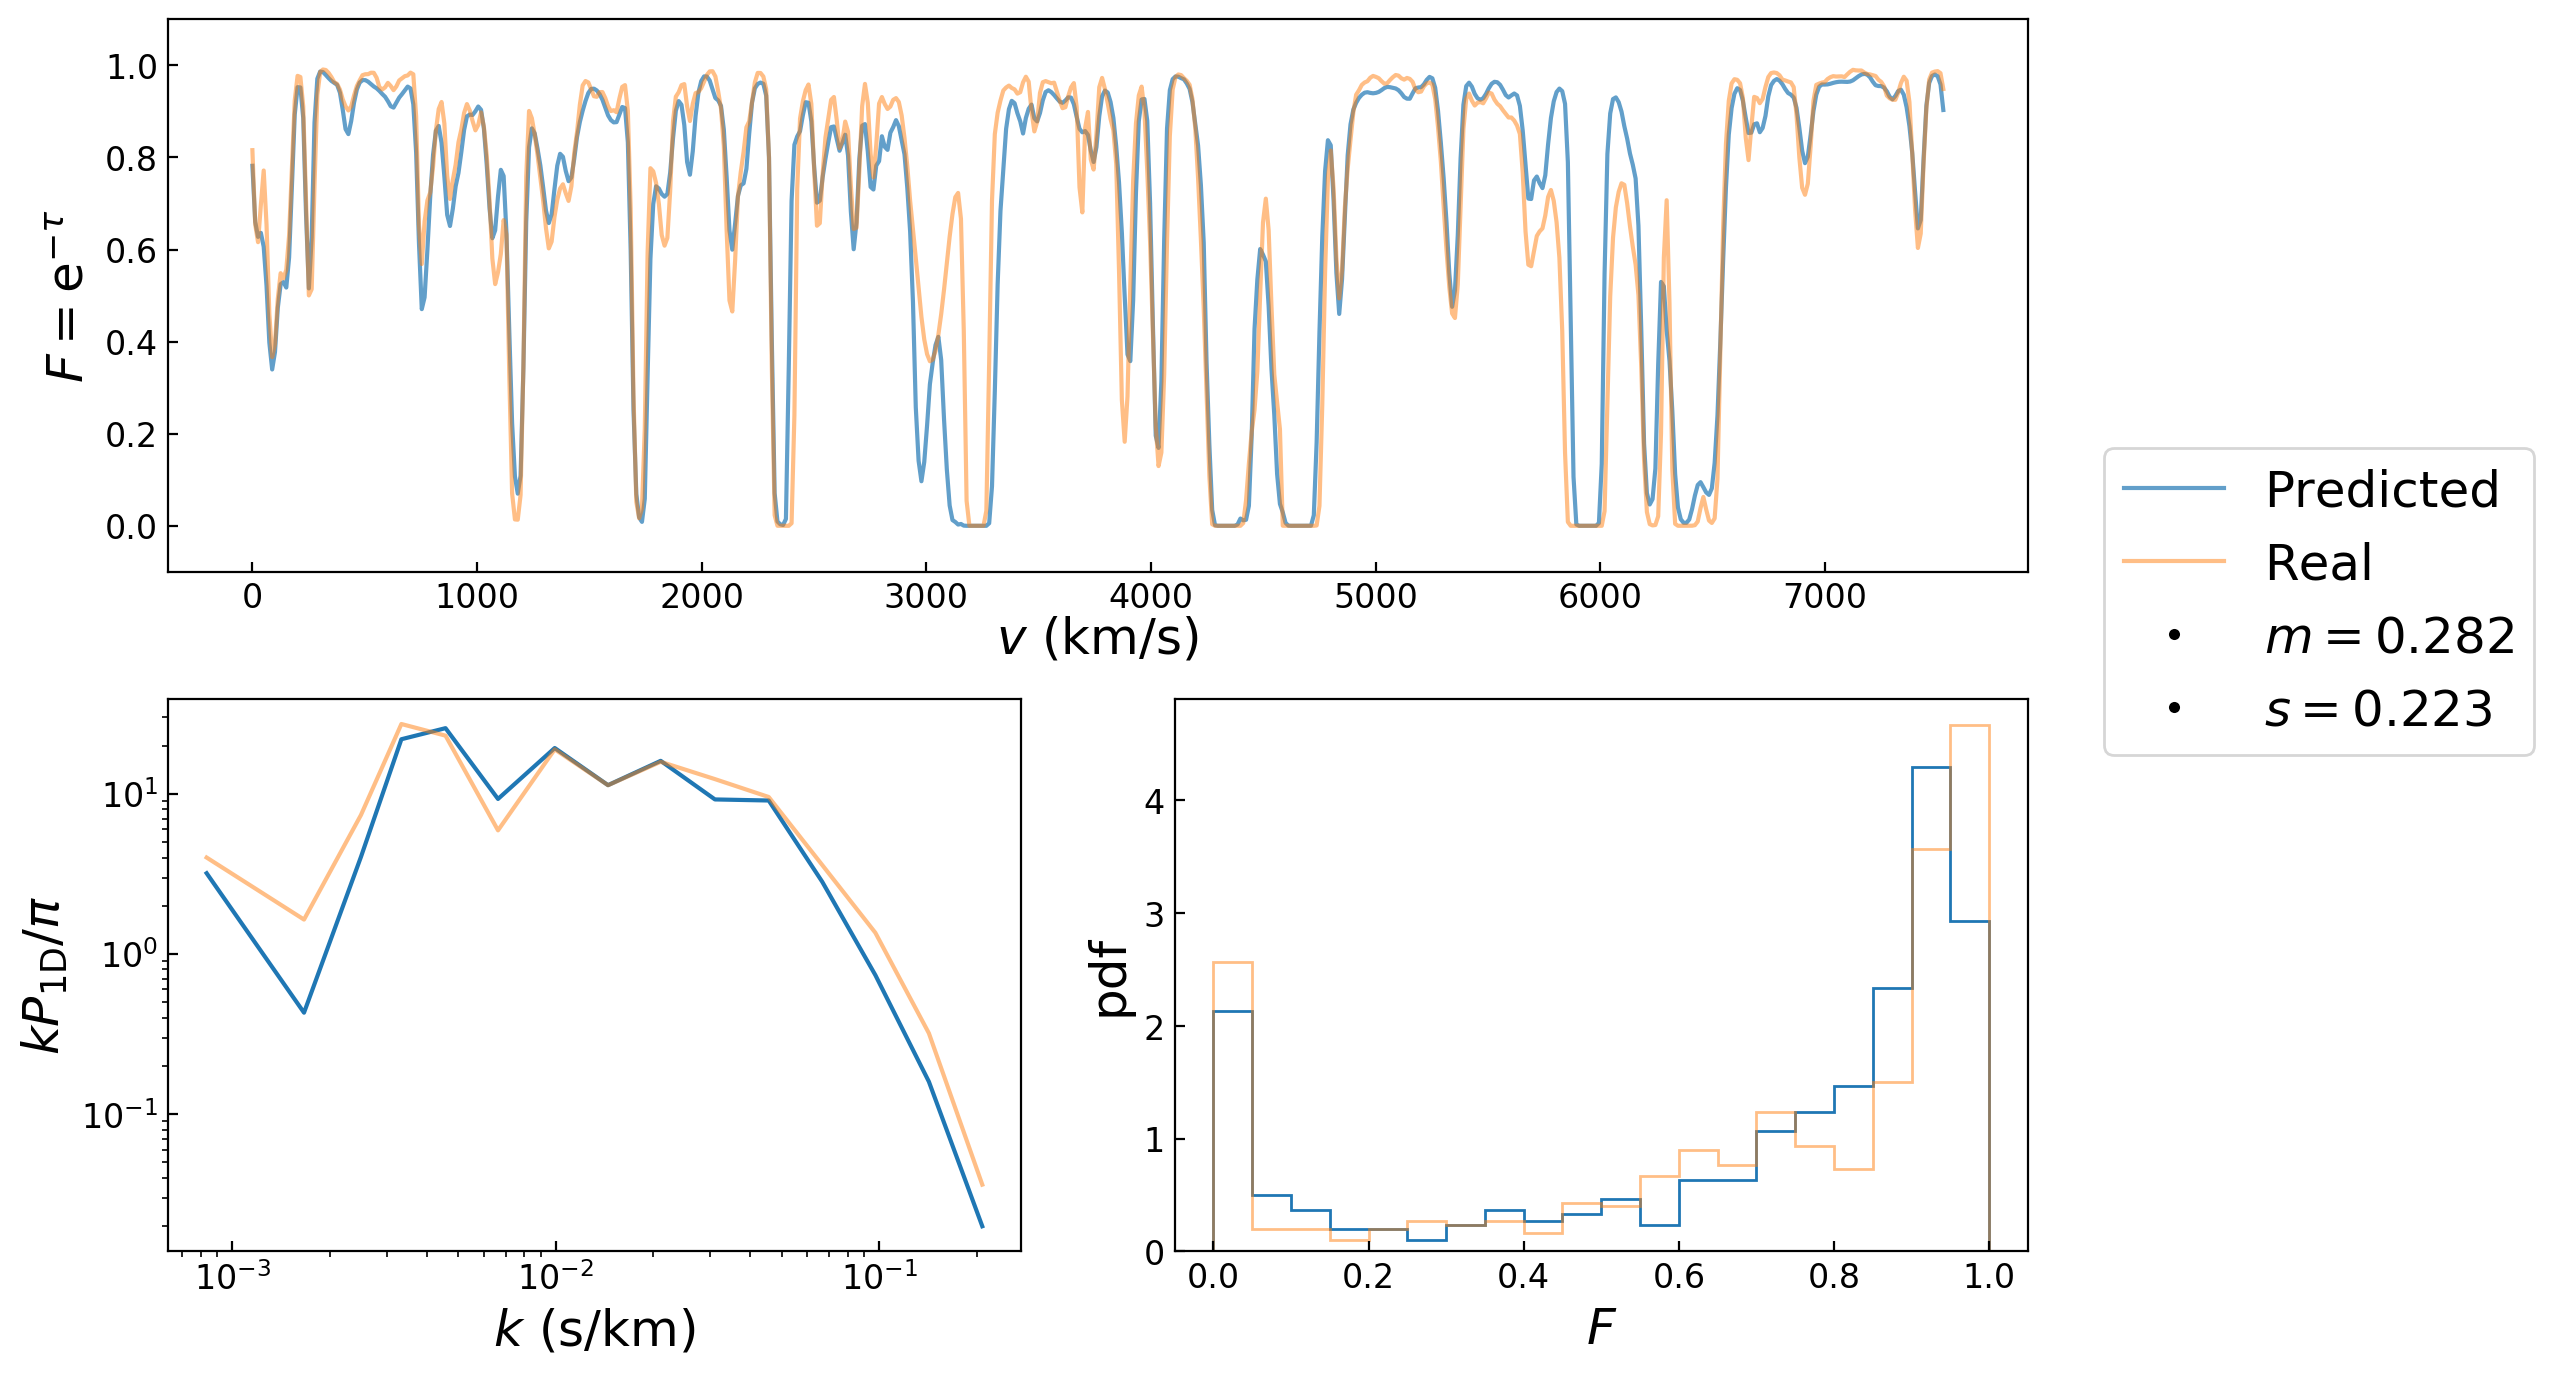 F = e^{−τ}
1.0
0.8
0.6
0.4
0.2
0.0
0 1000 2000 3000 4000 5000 6000 7000
v (km/s)
Predicted
Real
m = 0.282
s = 0.223
kP_{1D}/π
10^1
10^0
10^{−1}
10^{−3} 10^{−2} 10^{−1}
k (s/km)
pdf
4
3
2
1
0
0.0 0.2 0.4 0.6 0.8 1.0
F